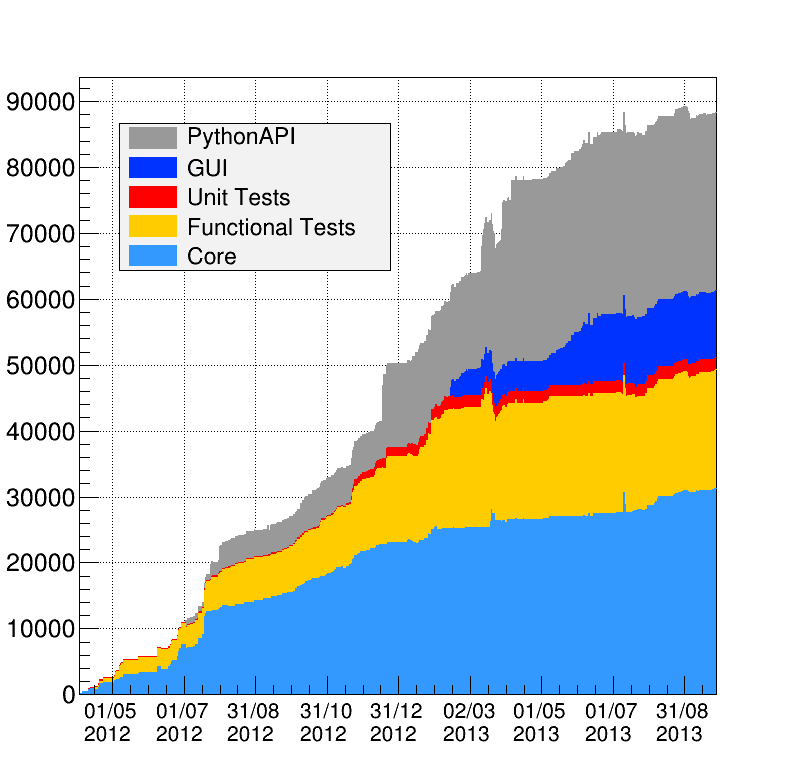 90000
80000
70000
60000
50000
40000
30000
20000
10000
0
PythonAPI
GUI
Unit Tests
Functional Tests
Core
01/05 01/07 31/08 31/10 31/12 02/03 01/05 01/07 31/08
2012 2012 2012 2012 2012 2013 2013 2013 2013